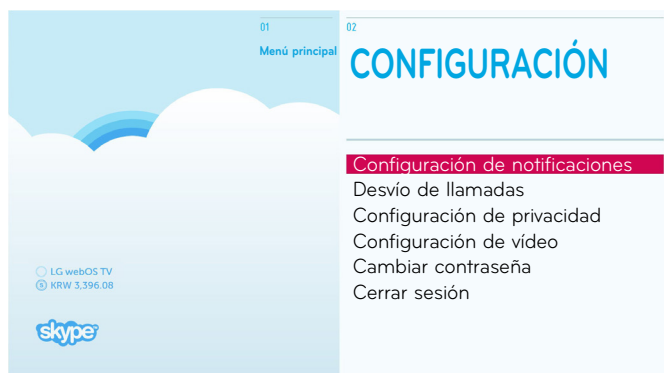 01
Menú principal
LG webOS TV
KRW 3,396.08
skype
02
CONFIGURACIÓN
Configuración de notificaciones
Desvío de llamadas
Configuración de privacidad
Configuración de vídeo
Cambiar contraseña
Cerrar sesión